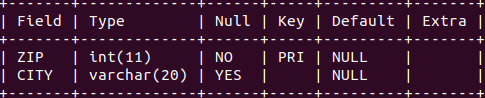 +-------+-------------+------+-----+---------+-------+
| Field | Type        | Null | Key | Default | Extra |
+-------+-------------+------+-----+---------+-------+
| ZIP   | int(11)     | NO   | PRI | NULL    |       |
| CITY  | varchar(20) | YES  |     | NULL    |       |
+-------+-------------+------+-----+---------+-------+